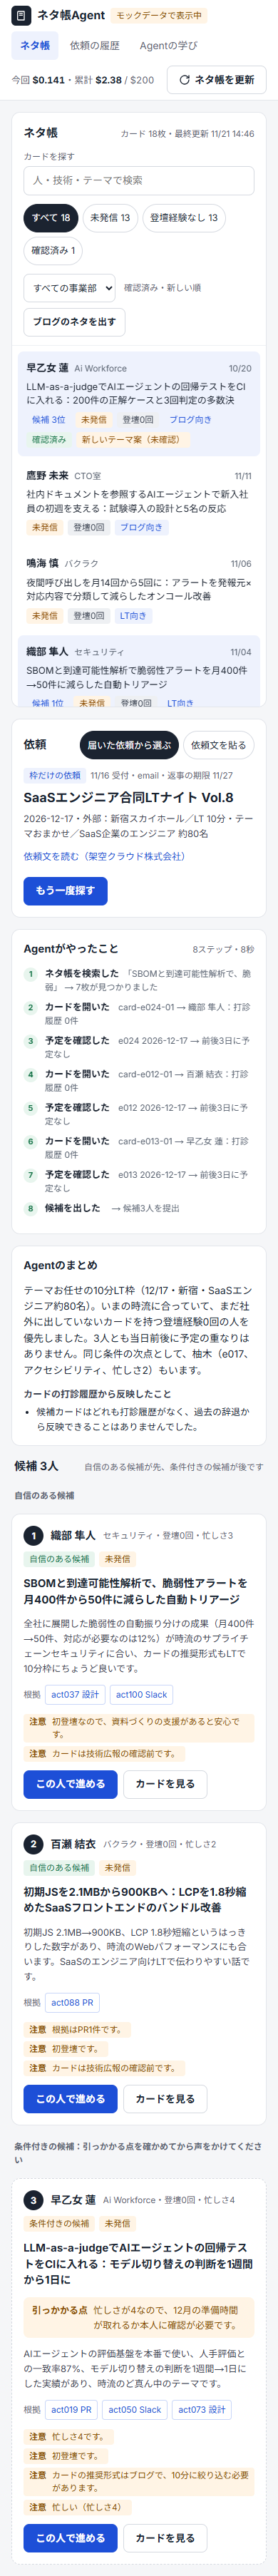 ネタ帳Agent モックデータで表示中
ネタ帳 依頼の履歴 Agentの学び
今回 $0.141・累計 $2.38 / $200 ネタ帳を更新
ネタ帳 カード 18枚・最終更新 11/21 14:46
カードを探す
人・技術・テーマで検索
すべて 18 未発信 13 登壇経験なし 13
確認済み 1
すべての事業部 確認済み・新しい順
ブログのネタを出す
早乙女 蓮 Ai Workforce 10/20
LLM-as-a-judgeでAIエージェントの回帰テストをCI
に入れる：200件の正解ケースと3回判定の多数決
候補 3位 未発信 登壇0回 ブログ向き
確認済み 新しいテーマ案（未確認）
鷹野 未来 CTO室 11/11
社内ドキュメントを参照するAIエージェントで新入社
員の初週を支える：試験導入の設計と5名の反応
未発信 登壇0回 ブログ向き
鳴海 慎 バクラク 11/06
夜間呼び出しを月14回から5回に：アラートを発報元×
対応内容で分類して減らしたオンコール改善
未発信 登壇0回 LT向き
織部 隼人 セキュリティ 11/04
SBOMと到達可能性解析で脆弱性アラートを月400件
→50件に減らした自動トリアージ
候補 1位 未発信 登壇0回 LT向き
依頼 届いた依頼から選ぶ 依頼文を貼る
枠だけの依頼 11/16 受付・email・返事の期限 11/27
SaaSエンジニア合同LTナイト Vol.8
2026-12-17・外部：新宿スカイホール／LT 10分・テー
マおまかせ／SaaS企業のエンジニア 約80名
依頼文を読む（架空クラウド株式会社）
もう一度探す
Agentがやったこと 8ステップ・8秒
1 ネタ帳を検索した 「SBOMと到達可能性解析で、脆
弱」 → 7枚が見つかりました
2 カードを開いた card-e024-01 → 織部 隼人：打診
履歴 0件
3 予定を確認した e024 2026-12-17 → 前後3日に予
定なし
4 カードを開いた card-e012-01 → 百瀬 結衣：打診
履歴 0件
5 予定を確認した e012 2026-12-17 → 前後3日に予
定なし
6 カードを開いた card-e013-01 → 早乙女 蓮：打診
履歴 0件
7 予定を確認した e013 2026-12-17 → 前後3日に予
定なし
8 候補を出した → 候補3人を提出
Agentのまとめ
テーマお任せの10分LT枠（12/17・新宿・SaaSエン
ジニア約80名）。いまの時流に合っていて、まだ社
外に出していないカードを持つ登壇経験0回の人を
優先しました。3人とも当日前後に予定の重なりは
ありません。同じ条件の次点として、柚木（e017、
アクセシビリティ、忙しさ2）もいます。
カードの打診履歴から反映したこと
• 候補カードはどれも打診履歴がなく、過去の辞退か
ら反映できることはありませんでした。
候補 3人 自信のある候補が先、条件付きの候補が後です
自信のある候補
1 織部 隼人 セキュリティ・登壇0回・忙しさ3
自信のある候補 未発信
SBOMと到達可能性解析で、脆弱性アラートを
月400件から50件に減らした自動トリアージ
全社に展開した脆弱性の自動振り分けの成果（月400件
→50件、対応が必要なのは12%）が時流のサプライチ
ェーンセキュリティに合い、カードの推奨形式もLTで
10分枠にちょうど良いです。
根拠 act037 設計 act100 Slack
注意 初登壇なので、資料づくりの支援があると安心で
す。
注意 カードは技術広報の確認前です。
この人で進める カードを見る
2 百瀬 結衣 バクラク・登壇0回・忙しさ2
自信のある候補 未発信
初期JSを2.1MBから900KBへ：LCPを1.8秒縮
めたSaaSフロントエンドのバンドル改善
初期JS 2.1MB→900KB、LCP 1.8秒短縮というはっき
りした数字があり、時流のWebパフォーマンスにも合
います。SaaSのエンジニア向けLTで伝わりやすい話で
す。
根拠 act088 PR
注意 根拠はPR1件です。
注意 初登壇です。
注意 カードは技術広報の確認前です。
この人で進める カードを見る
条件付きの候補：引っかかる点を確かめてから声をかけてくださ
い
3 早乙女 蓮 Ai Workforce・登壇0回・忙しさ4
条件付きの候補 未発信
LLM-as-a-judgeでAIエージェントの回帰テス
トをCIに入れる：モデル切り替えの判断を1週間
から1日に
引っかかる点 忙しさが4なので、12月の準備時間
が取れるか本人に確認が必要です。
AIエージェントの評価基盤を本番で使い、人手評価と
の一致率87%、モデル切り替えの判断を1週間→1日に
した実績があり、時流のど真ん中のテーマです。
根拠 act019 PR act050 Slack act073 設計
注意 忙しさ4です。
注意 初登壇です。
注意 カードの推奨形式はブログで、10分に絞り込む必要
があります。
注意 忙しい（忙しさ4）
この人で進める カードを見る